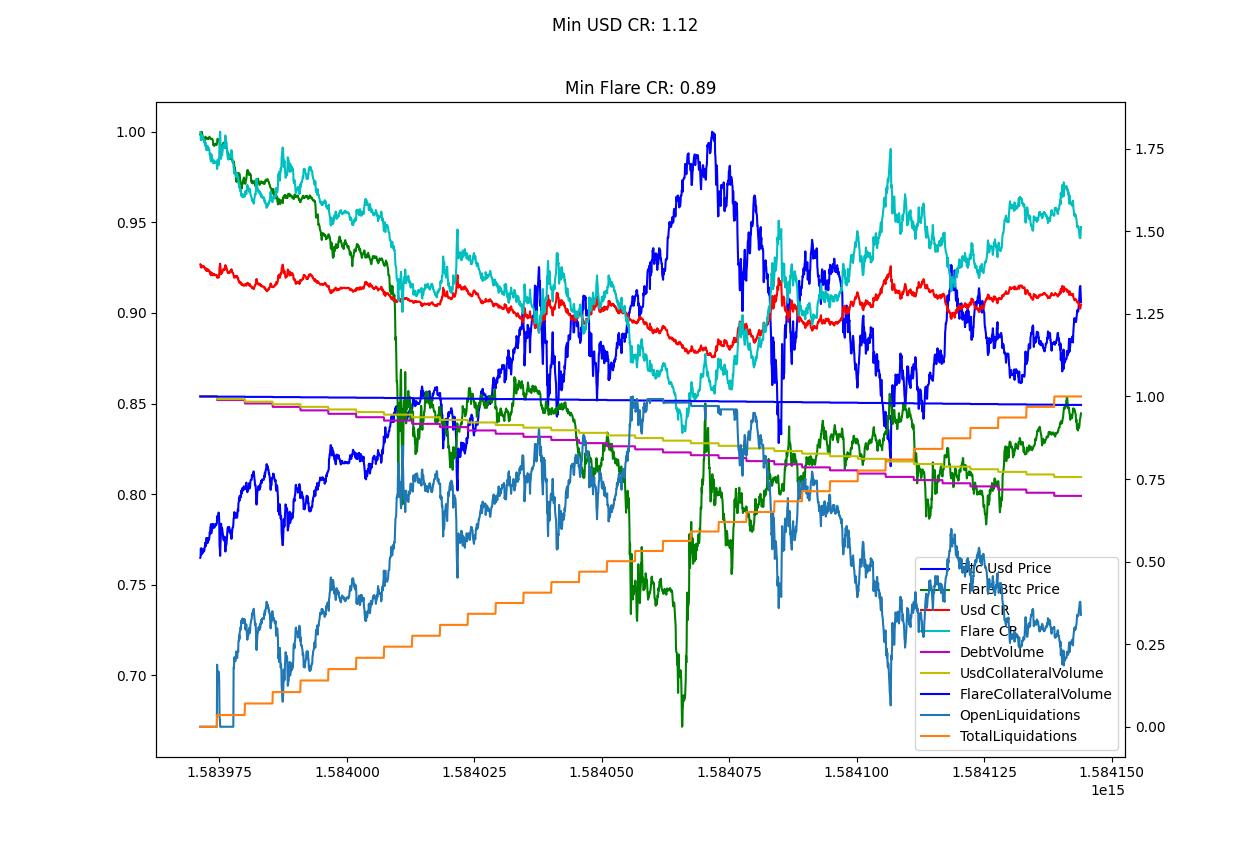 Min USD CR: 1.12
Min Flare CR: 0.89
1.00
0.95
0.90
0.85
0.80
0.75
0.70
1.75
1.50
1.25
1.00
0.75
0.50
0.25
0.00
Btc Usd Price
Flare Btc Price
Usd CR
Flare CR
DebtVolume
UsdCollateralVolume
FlareCollateralVolume
OpenLiquidations
TotalLiquidations
1.583975 1.584000 1.584025 1.584050 1.584075 1.584100 1.584125 1.584150
1e15